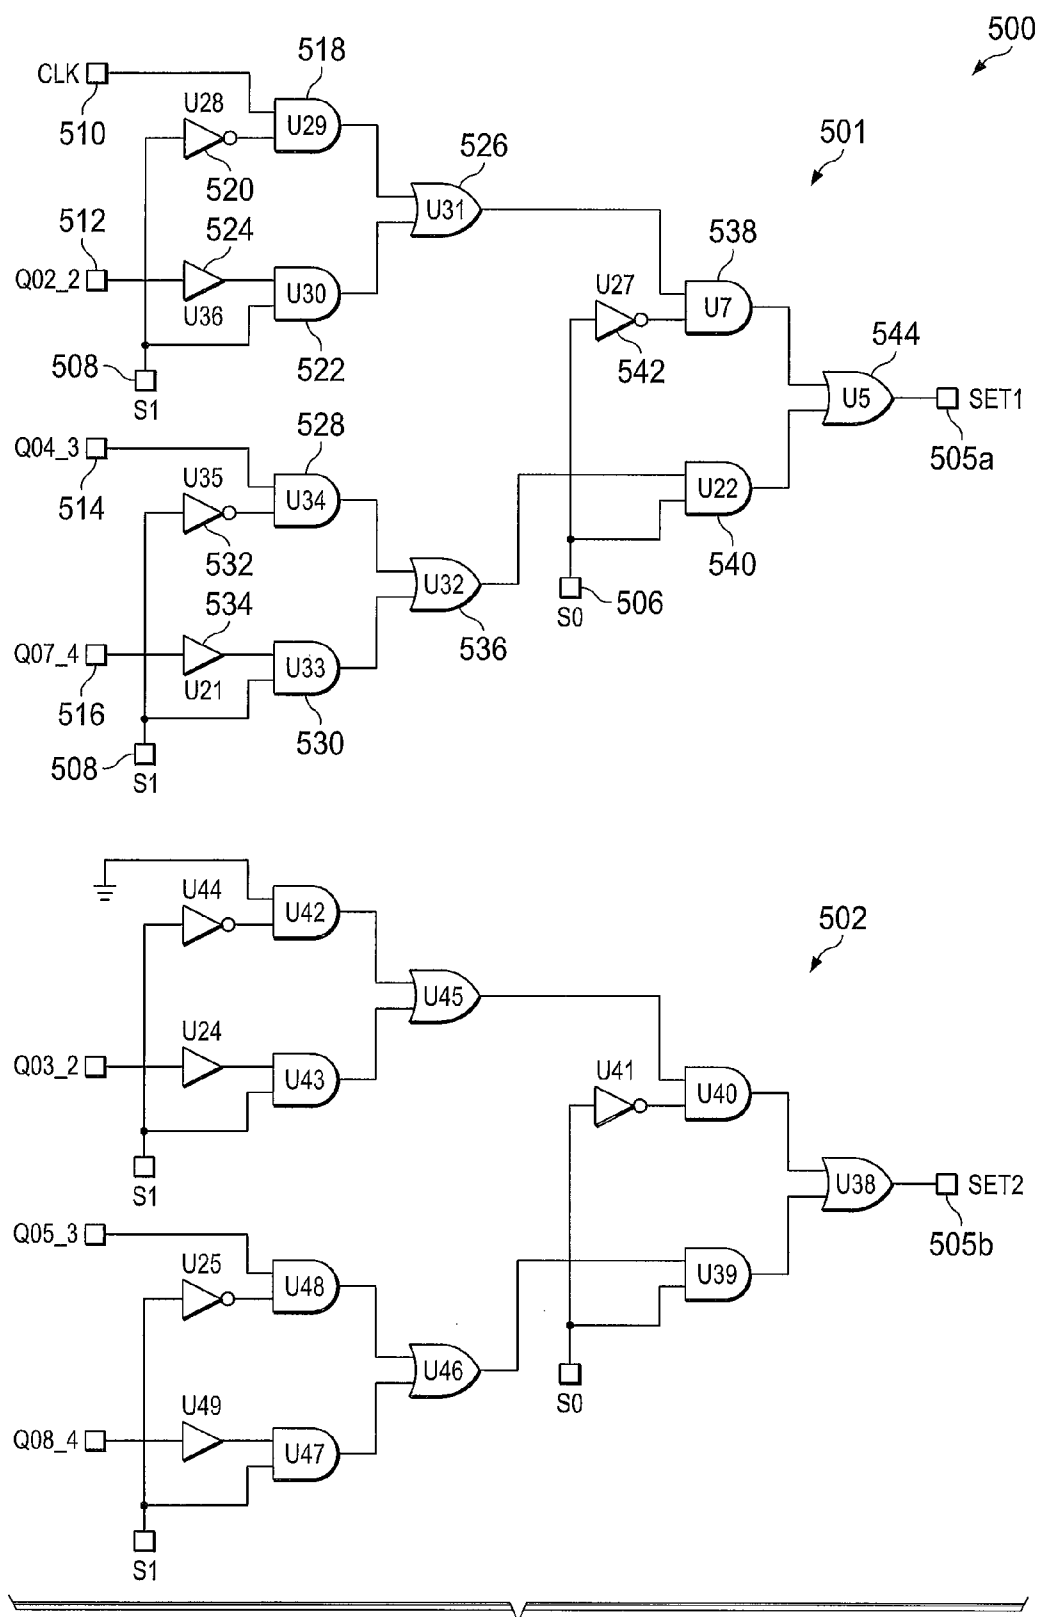 500
518
CLK
U28
U29
510
501
526
520
512
524
U31
538
Q02_2
U30
U27
U7
U36
544
508
522
542
S1
U5
SET1
Q04_3
528
505a
U35
U34
U22
514
532
540
534
U32
506
S0
Q07_4
U33
536
U21
516
530
508
S1
U44
U42
502
U45
U24
Q03_2
U43
U41
U40
S1
U38
SET2
Q05_3
505b
U25
U48
U39
U46
S0
U49
Q08_4
U47
S1